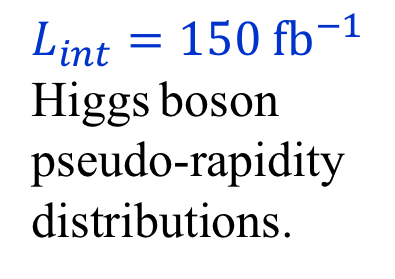 L_int = 150 fb⁻¹
Higgs boson
pseudo-rapidity
distributions.